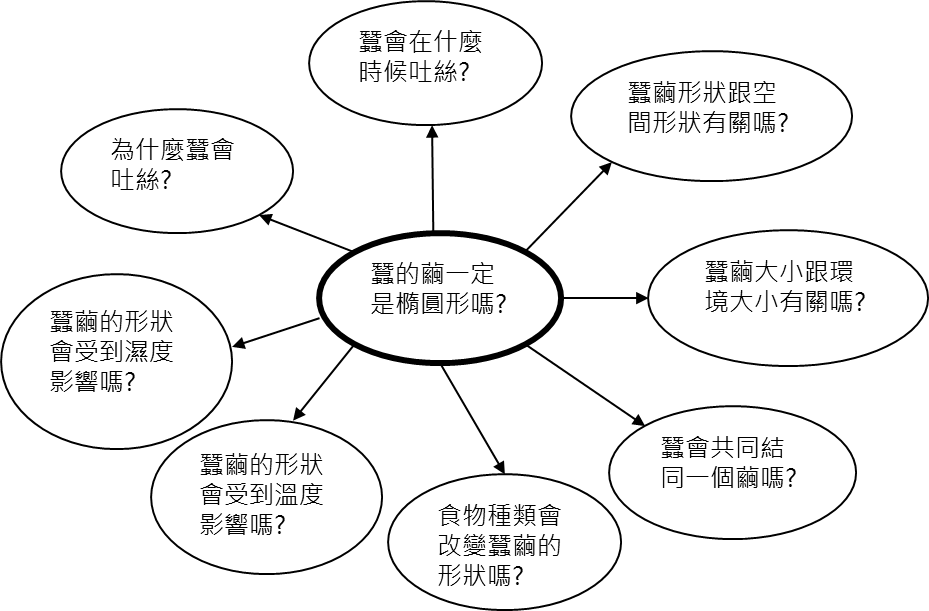 蠶會在什麼
時候吐絲?
蠶繭形狀跟空
間形狀有關嗎?
為什麼蠶會
吐絲?
蠶的繭一定
是橢圓形嗎?
蠶繭大小跟環
境大小有關嗎?
蠶繭的形狀
會受到濕度
影響嗎?
蠶會共同結
同一個繭嗎?
蠶繭的形狀
會受到溫度
影響嗎?
食物種類會
改變蠶繭的
形狀嗎?